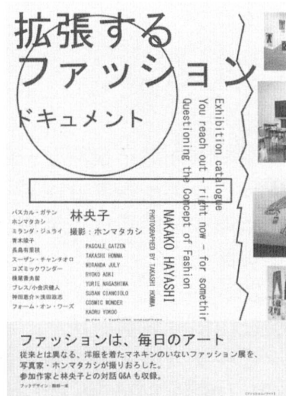 拡張する
ファッション
ドキュメント
Exhibition catalogue
You reach out – right now – for somethin
Questioning the Concept of Fashion
林央子
撮影：ホンマタカシ
NAKAKO HAYASHI
PHOTOGRAPHED BY TAKASHI HOMMA
パスカル・ガテン
ホンマタカシ
ミランダ・ジュライ
青木陵子
長島有里枝
スーザン・チャンチオロ
コズミックワンダー
横尾香央留
PASCALE GATZEN
TAKASHI HOMMA
MIRANDA JULY
RYOKO AOKI
YURIE NAGASHIMA
SUSAN CIANCIOLO
COSMIC WONDER
KAORU YOKOO
ファッションは、毎日のアート
従来とは異なる、洋服を着たマネキンのいないファッション展を、
写真家・ホンマタカシが撮りおろした。
参加作家と林央子との対話Q&Aも収録。